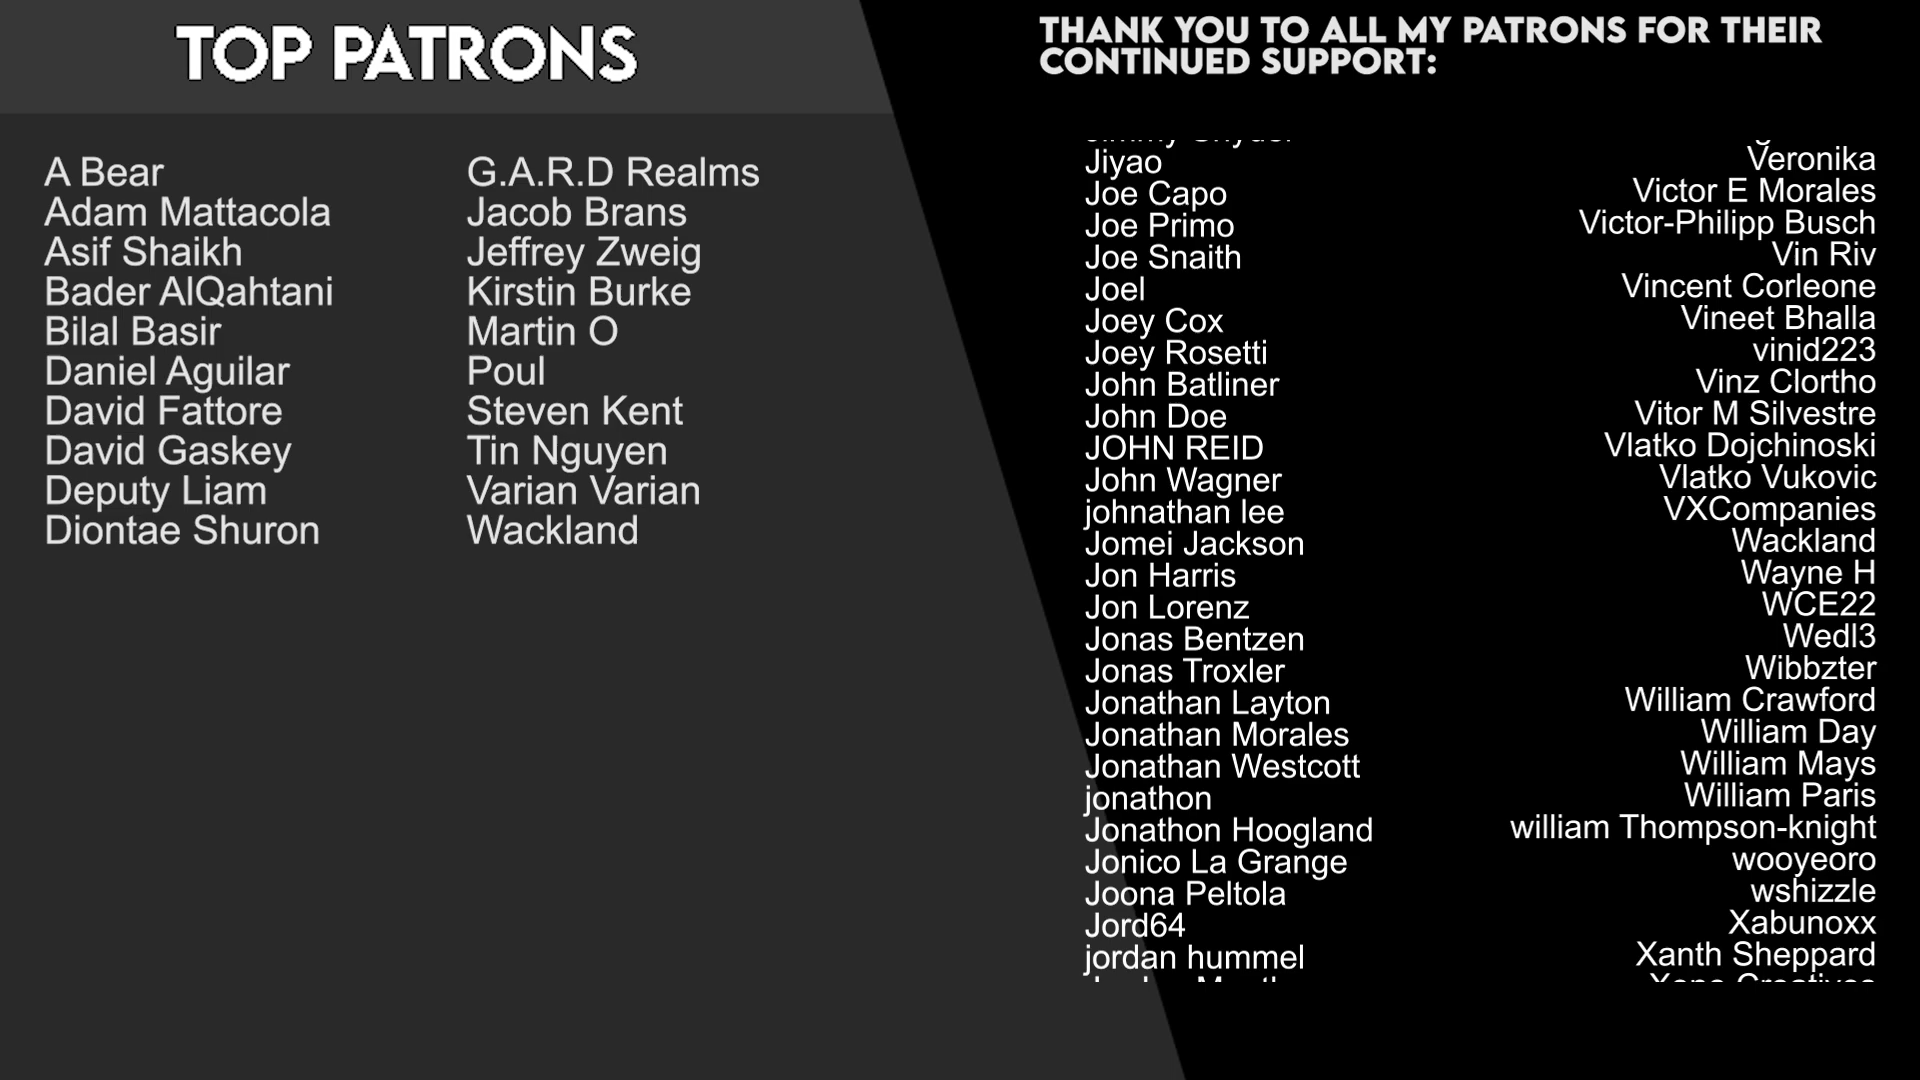 TOP PATRONS
A Bear
Adam Mattacola
Asif Shaikh
Bader AlQahtani
Bilal Basir
Daniel Aguilar
David Fattore
David Gaskey
Deputy Liam
Diontae Shuron
G.A.R.D Realms
Jacob Brans
Jeffrey Zweig
Kirstin Burke
Martin O
Poul
Steven Kent
Tin Nguyen
Varian Varian
Wackland
THANK YOU TO ALL MY PATRONS FOR THEIR
CONTINUED SUPPORT:
Jiyao
Joe Capo
Joe Primo
Joe Snaith
Joel
Joey Cox
Joey Rosetti
John Batliner
John Doe
JOHN REID
John Wagner
johnathan lee
Jomei Jackson
Jon Harris
Jon Lorenz
Jonas Bentzen
Jonas Troxler
Jonathan Layton
Jonathan Morales
Jonathan Westcott
jonathon
Jonathon Hoogland
Jonico La Grange
Joona Peltola
Jord64
jordan hummel
Veronika
Victor E Morales
Victor-Philipp Busch
Vin Riv
Vincent Corleone
Vineet Bhalla
vinid223
Vinz Clortho
Vitor M Silvestre
Vlatko Dojchinoski
Vlatko Vukovic
VXCompanies
Wackland
Wayne H
WCE22
Wedl3
Wibbzter
William Crawford
William Day
William Mays
William Paris
william Thompson-knight
wooyeoro
wshizzle
Xabunoxx
Xanth Sheppard